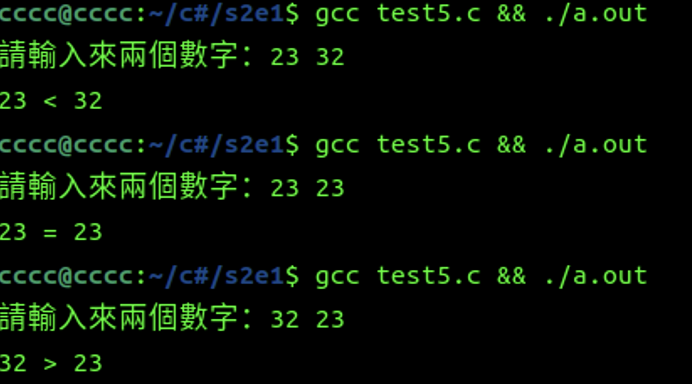 cccc@cccc:~/c#/s2e1$ gcc test5.c && ./a.out
請輸入來兩個數字：23 32
23 < 32
cccc@cccc:~/c#/s2e1$ gcc test5.c && ./a.out
請輸入來兩個數字：23 23
23 = 23
cccc@cccc:~/c#/s2e1$ gcc test5.c && ./a.out
請輸入來兩個數字：32 23
32 > 23